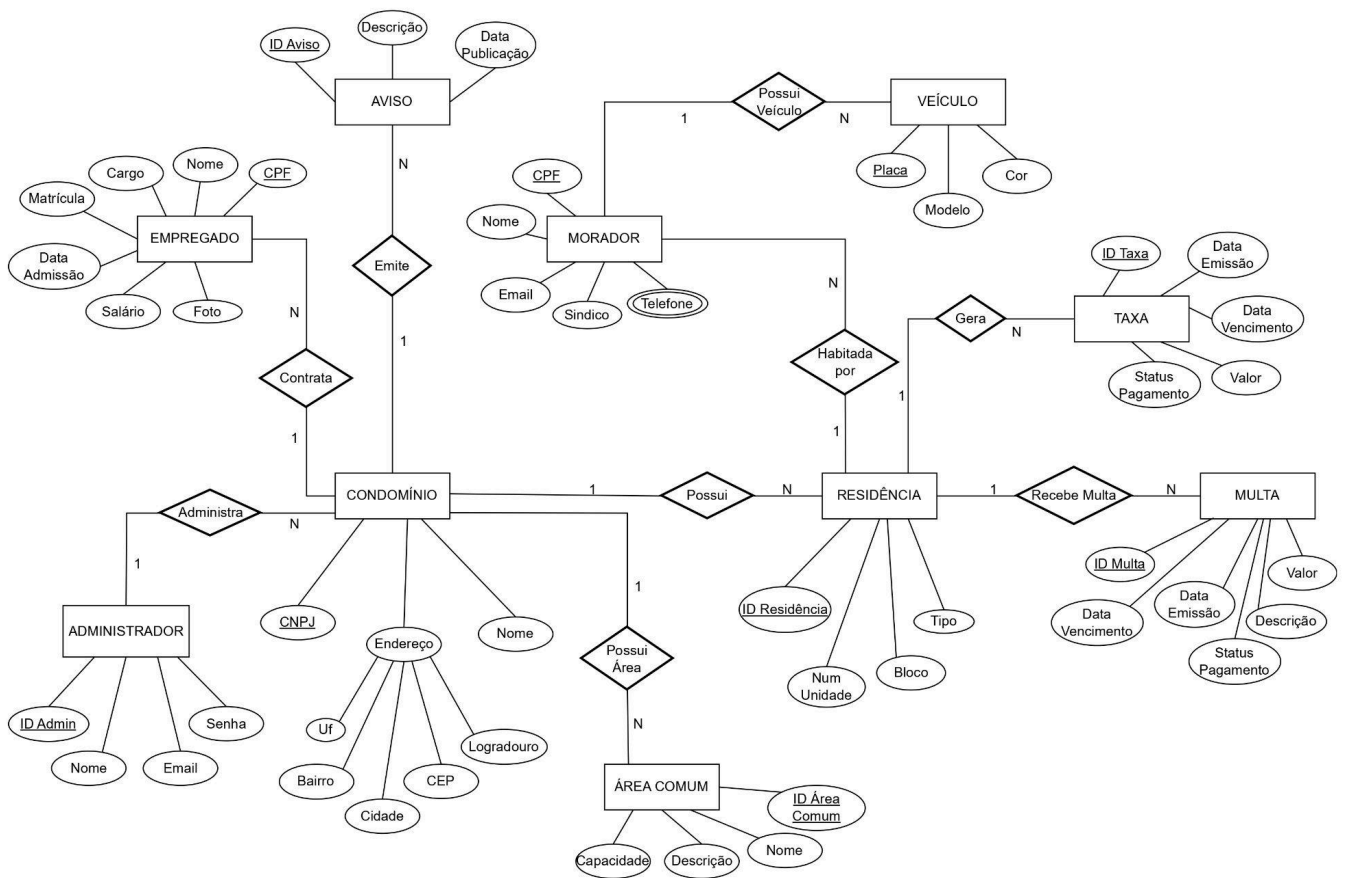 ID Aviso
Descrição
Data
Publicação
AVISO
N
Emite
1
Possui
Veículo
1
N
VEÍCULO
Placa
Modelo
Cor
Cargo
Nome
CPF
Matrícula
EMPREGADO
Data
Admissão
Salário
Foto
N
Contrata
1
CPF
Nome
MORADOR
Email
Sindico
Telefone
N
Habitada
por
1
ID Taxa
Data
Emissão
Gera
N
1
TAXA
Data
Vencimento
Status
Pagamento
Valor
Administra
N
1
CONDOMÍNIO
1
Possui
N
RESIDÊNCIA
1
Recebe Multa
N
MULTA
ADMINISTRADOR
ID Admin
Nome
Email
Senha
CNPJ
Endereço
Nome
Uf
Bairro
Cidade
CEP
Logradouro
1
Possui
Área
N
ÁREA COMUM
ID Área
Comum
Capacidade
Descrição
Nome
ID Residência
Num
Unidade
Bloco
Tipo
ID Multa
Data
Vencimento
Data
Emissão
Status
Pagamento
Descrição
Valor